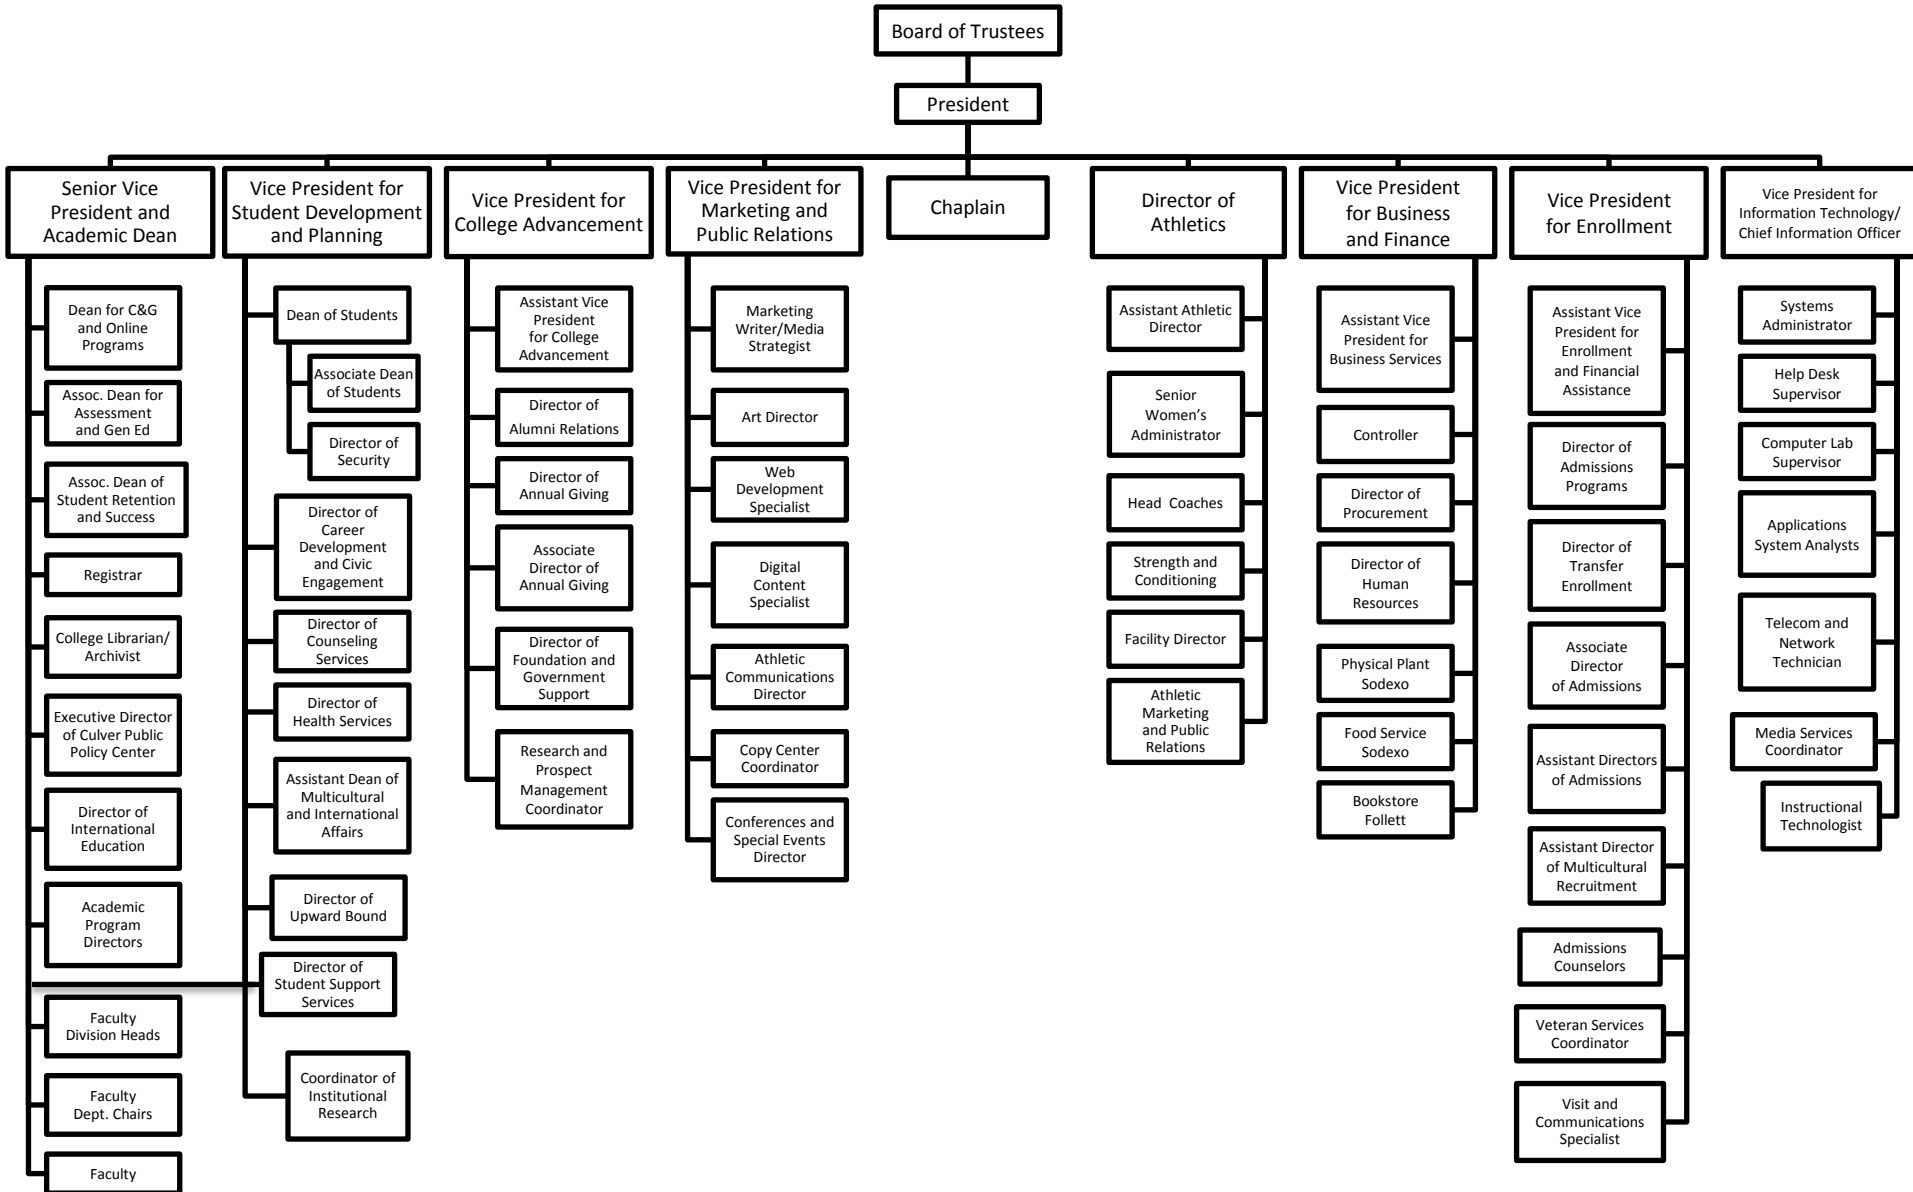 Board of Trustees
President
Senior Vice
President and
Academic Dean
Vice President for
Student Development
and Planning
Vice President for
College Advancement
Vice President for
Marketing and
Public Relations
Chaplain
Director of
Athletics
Vice President
for Business
and Finance
Vice President
for Enrollment
Vice President for
Information Technology/
Chief Information Officer
Dean for C&G
and Online
Programs
Assoc. Dean for
Assessment
and Gen Ed
Assoc. Dean of
Student Retention
and Success
Registrar
College Librarian/
Archivist
Executive Director
of Culver Public
Policy Center
Director of
International
Education
Academic
Program
Directors
Faculty
Division Heads
Faculty
Dept. Chairs
Faculty
Dean of Students
Associate Dean
of Students
Director of
Security
Director of
Career
Development
and Civic
Engagement
Director of
Counseling
Services
Director of
Health Services
Assistant Dean of
Multicultural
and International
Affairs
Director of
Upward Bound
Director of
Student Support
Services
Coordinator of
Institutional
Research
Assistant Vice
President
for College
Advancement
Director of
Alumni Relations
Director of
Annual Giving
Associate
Director of
Annual Giving
Director of
Foundation and
Government
Support
Research and
Prospect
Management
Coordinator
Marketing
Writer/Media
Strategist
Art Director
Web
Development
Specialist
Digital
Content
Specialist
Athletic
Communications
Director
Copy Center
Coordinator
Conferences and
Special Events
Director
Assistant Athletic
Director
Senior
Women’s
Administrator
Head Coaches
Strength and
Conditioning
Facility Director
Athletic
Marketing
and Public
Relations
Assistant Vice
President for
Business Services
Controller
Director of
Procurement
Director of
Human
Resources
Physical Plant
Sodexo
Food Service
Sodexo
Bookstore
Follett
Assistant Vice
President for
Enrollment
and Financial
Assistance
Director of
Admissions
Programs
Director of
Transfer
Enrollment
Associate
Director
of Admissions
Assistant Directors
of Admissions
Assistant Director
of Multicultural
Recruitment
Admissions
Counselors
Veteran Services
Coordinator
Visit and
Communications
Specialist
Systems
Administrator
Help Desk
Supervisor
Computer Lab
Supervisor
Applications
System Analysts
Telecom and
Network
Technician
Media Services
Coordinator
Instructional
Technologist